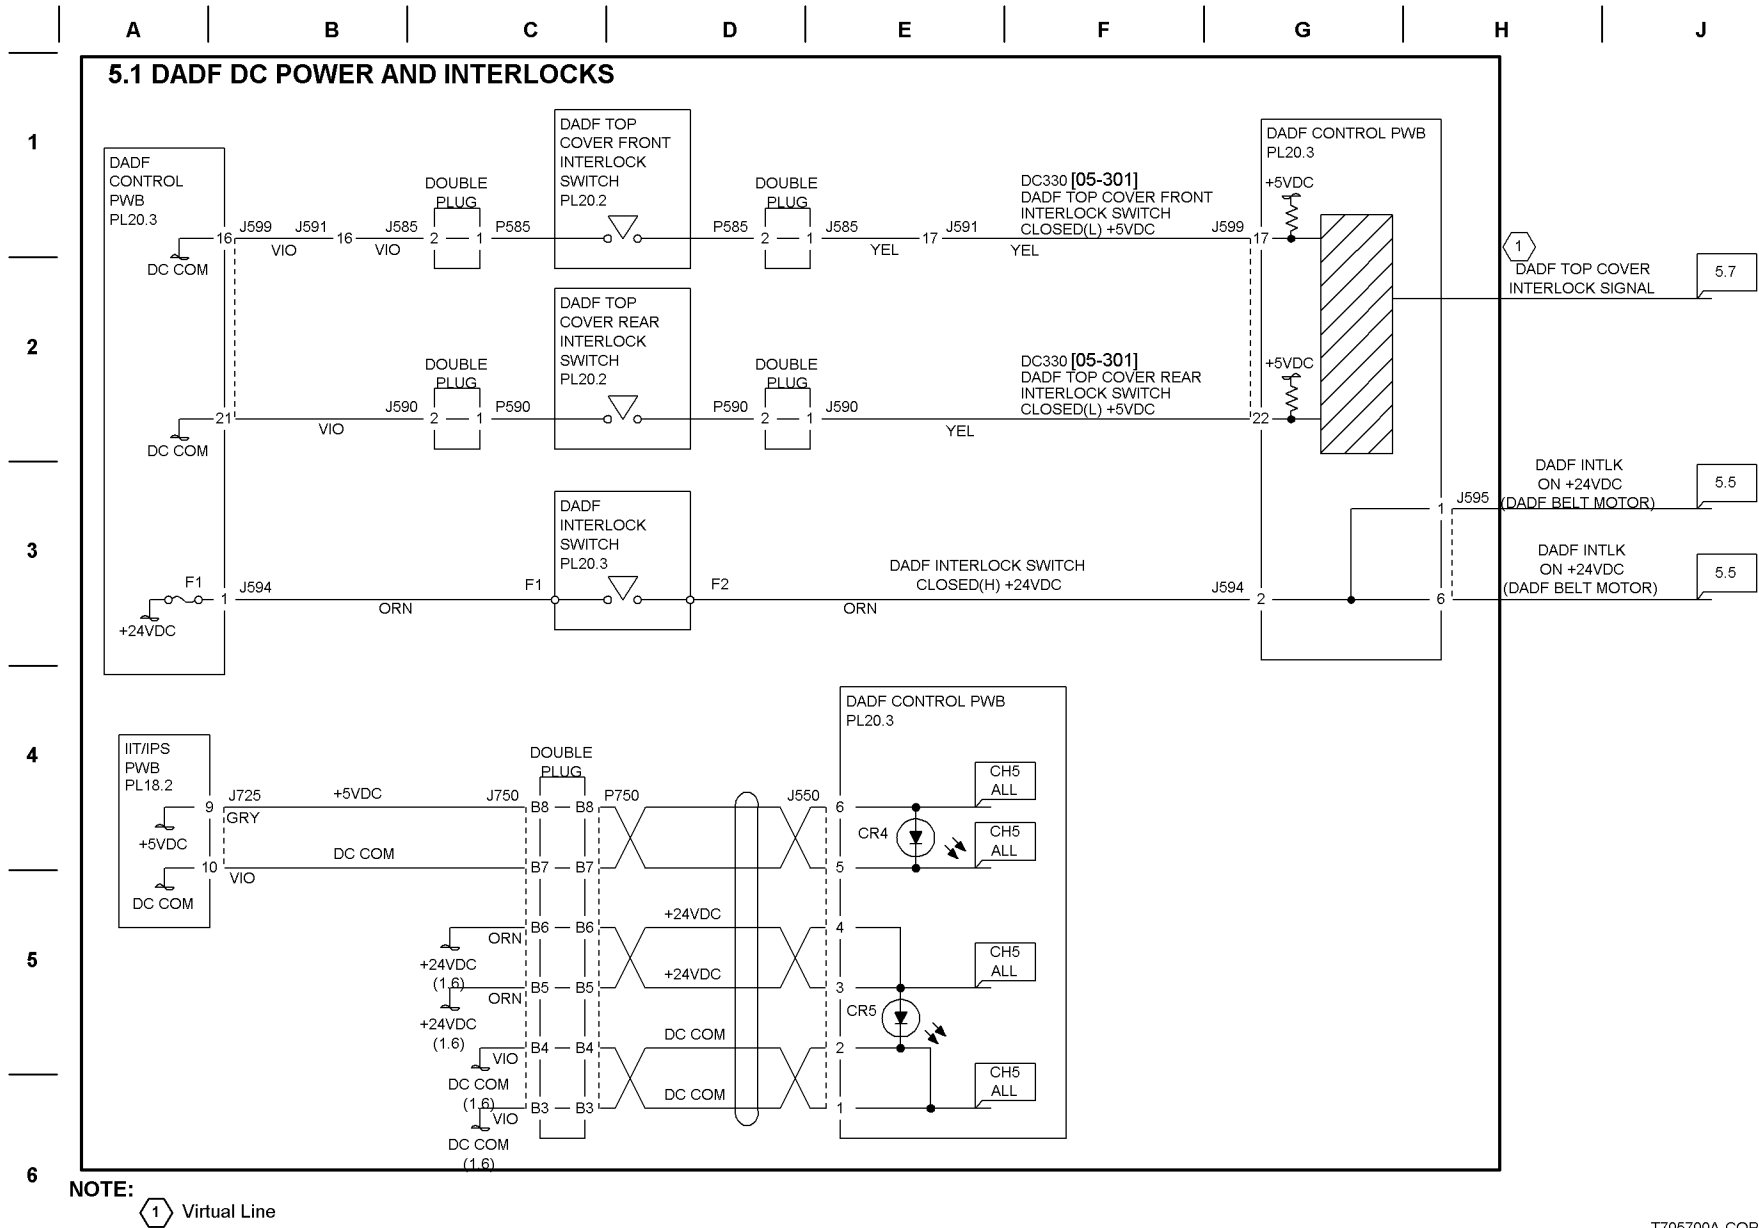 A B C D E F G H J
5.1 DADF DC POWER AND INTERLOCKS
1
2
3
4
5
6
DADF
CONTROL
PWB
PL20.3
16
DC COM
21
DC COM
F1
1
+24VDC
J599
J591
16
J585
VIO
VIO
DOUBLE
PLUG
2
1
P585
DADF TOP
COVER FRONT
INTERLOCK
SWITCH
PL20.2
P585
DOUBLE
PLUG
2
1
J585
YEL
17
J591
YEL
DC330 [05-301]
DADF TOP COVER FRONT
INTERLOCK SWITCH
CLOSED(L) +5VDC
J599
17
DADF CONTROL PWB
PL20.3
+5VDC
1
DADF TOP COVER
INTERLOCK SIGNAL
5.7
VIO
J590
DOUBLE
PLUG
2
1
P590
DADF TOP
COVER REAR
INTERLOCK
SWITCH
PL20.2
P590
DOUBLE
PLUG
2
1
J590
YEL
DC330 [05-301]
DADF TOP COVER REAR
INTERLOCK SWITCH
CLOSED(L) +5VDC
22
+5VDC
J594
ORN
F1
DADF
INTERLOCK
SWITCH
PL20.3
F2
ORN
DADF INTERLOCK SWITCH
CLOSED(H) +24VDC
J594
2
1
J595
DADF INTLK
ON +24VDC
(DADF BELT MOTOR)
5.5
6
DADF INTLK
ON +24VDC
(DADF BELT MOTOR)
5.5
IIT/IPS
PWB
PL18.2
9
+5VDC
10
DC COM
J725
GRY
+5VDC
VIO
DC COM
J750
DOUBLE
PLUG
B8 B8
B7 B7
B6 B6
B5 B5
B4 B4
B3 B3
P750
ORN
+24VDC
(1.6)
ORN
+24VDC
(1.6)
VIO
DC COM
(1.6)
VIO
DC COM
(1.6)
+24VDC
+24VDC
DC COM
DC COM
J550
DADF CONTROL PWB
PL20.3
6
5
4
3
2
1
CR4
CR5
CH5
ALL
CH5
ALL
CH5
ALL
CH5
ALL
NOTE:
1 Virtual Line